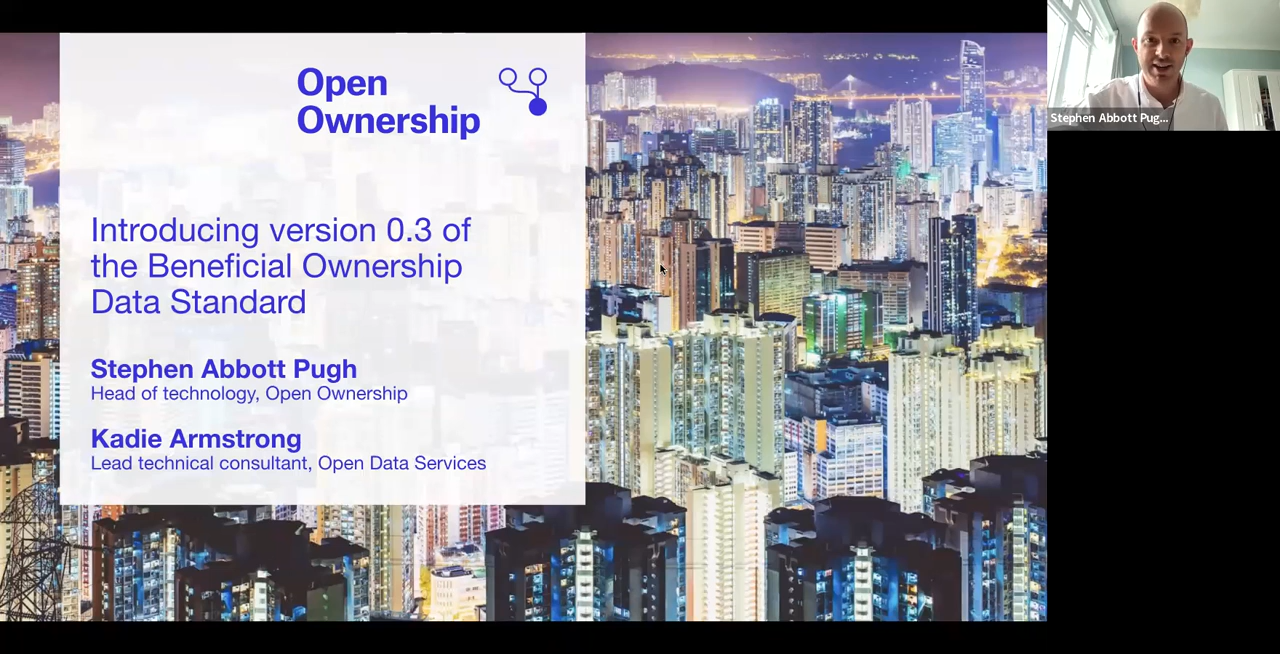 Open
Ownership
Introducing version 0.3 of
the Beneficial Ownership
Data Standard
Stephen Abbott Pugh
Head of technology, Open Ownership
Kadie Armstrong
Lead technical consultant, Open Data Services
Stephen Abbott Pug...